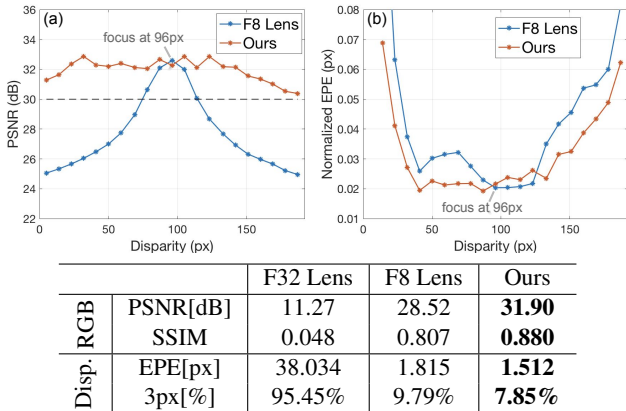 (a)
F8 Lens
Ours
focus at 96px
PSNR (dB)
36
34
32
30
28
26
24
22
0
50
100
150
Disparity (px)
(b)
F8 Lens
Ours
focus at 96px
Normalized EPE (px)
0.08
0.07
0.06
0.05
0.04
0.03
0.02
0.01
0
50
100
150
Disparity (px)
F32 Lens F8 Lens Ours
RGB
PSNR[dB] 11.27 28.52 31.90
SSIM 0.048 0.807 0.880
Disp.
EPE[px] 38.034 1.815 1.512
3px[%] 95.45% 9.79% 7.85%